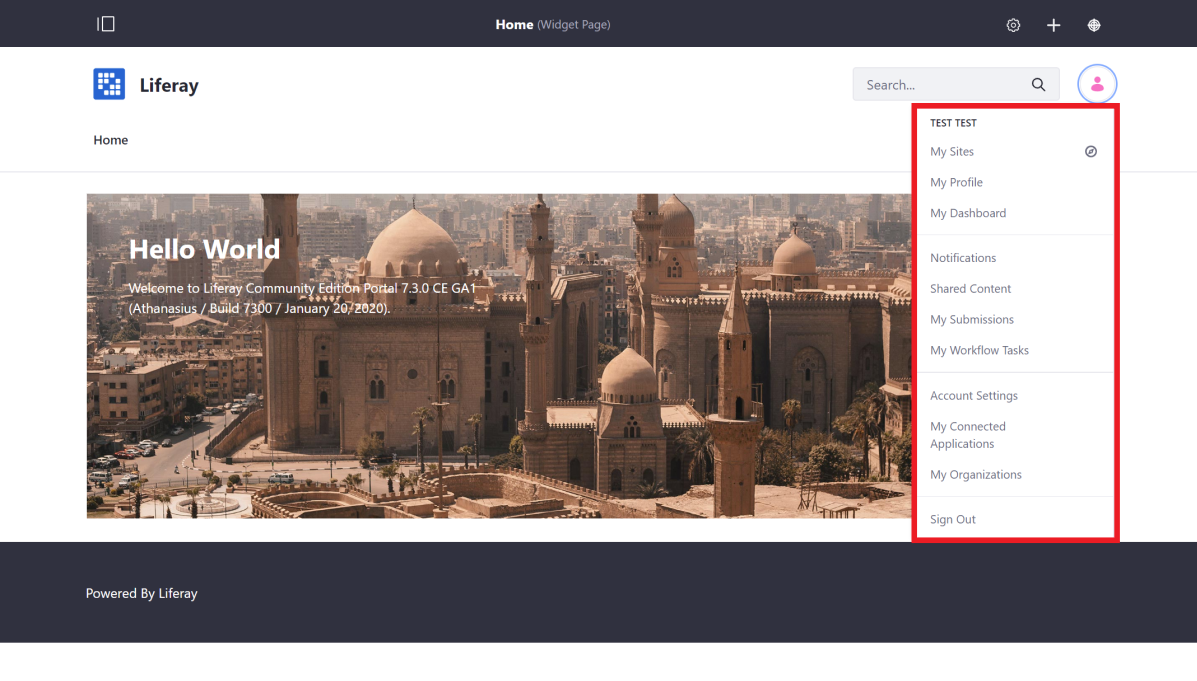 Home (Widget Page)
Liferay
Search...
Home
TEST TEST
My Sites
My Profile
My Dashboard
Notifications
Shared Content
My Submissions
My Workflow Tasks
Account Settings
My Connected
Applications
My Organizations
Sign Out
Hello World
Welcome to Liferay Community Edition Portal 7.3.0 CE GA1
(Athanasius / Build 7300 / January 20, 2020).
Powered By Liferay